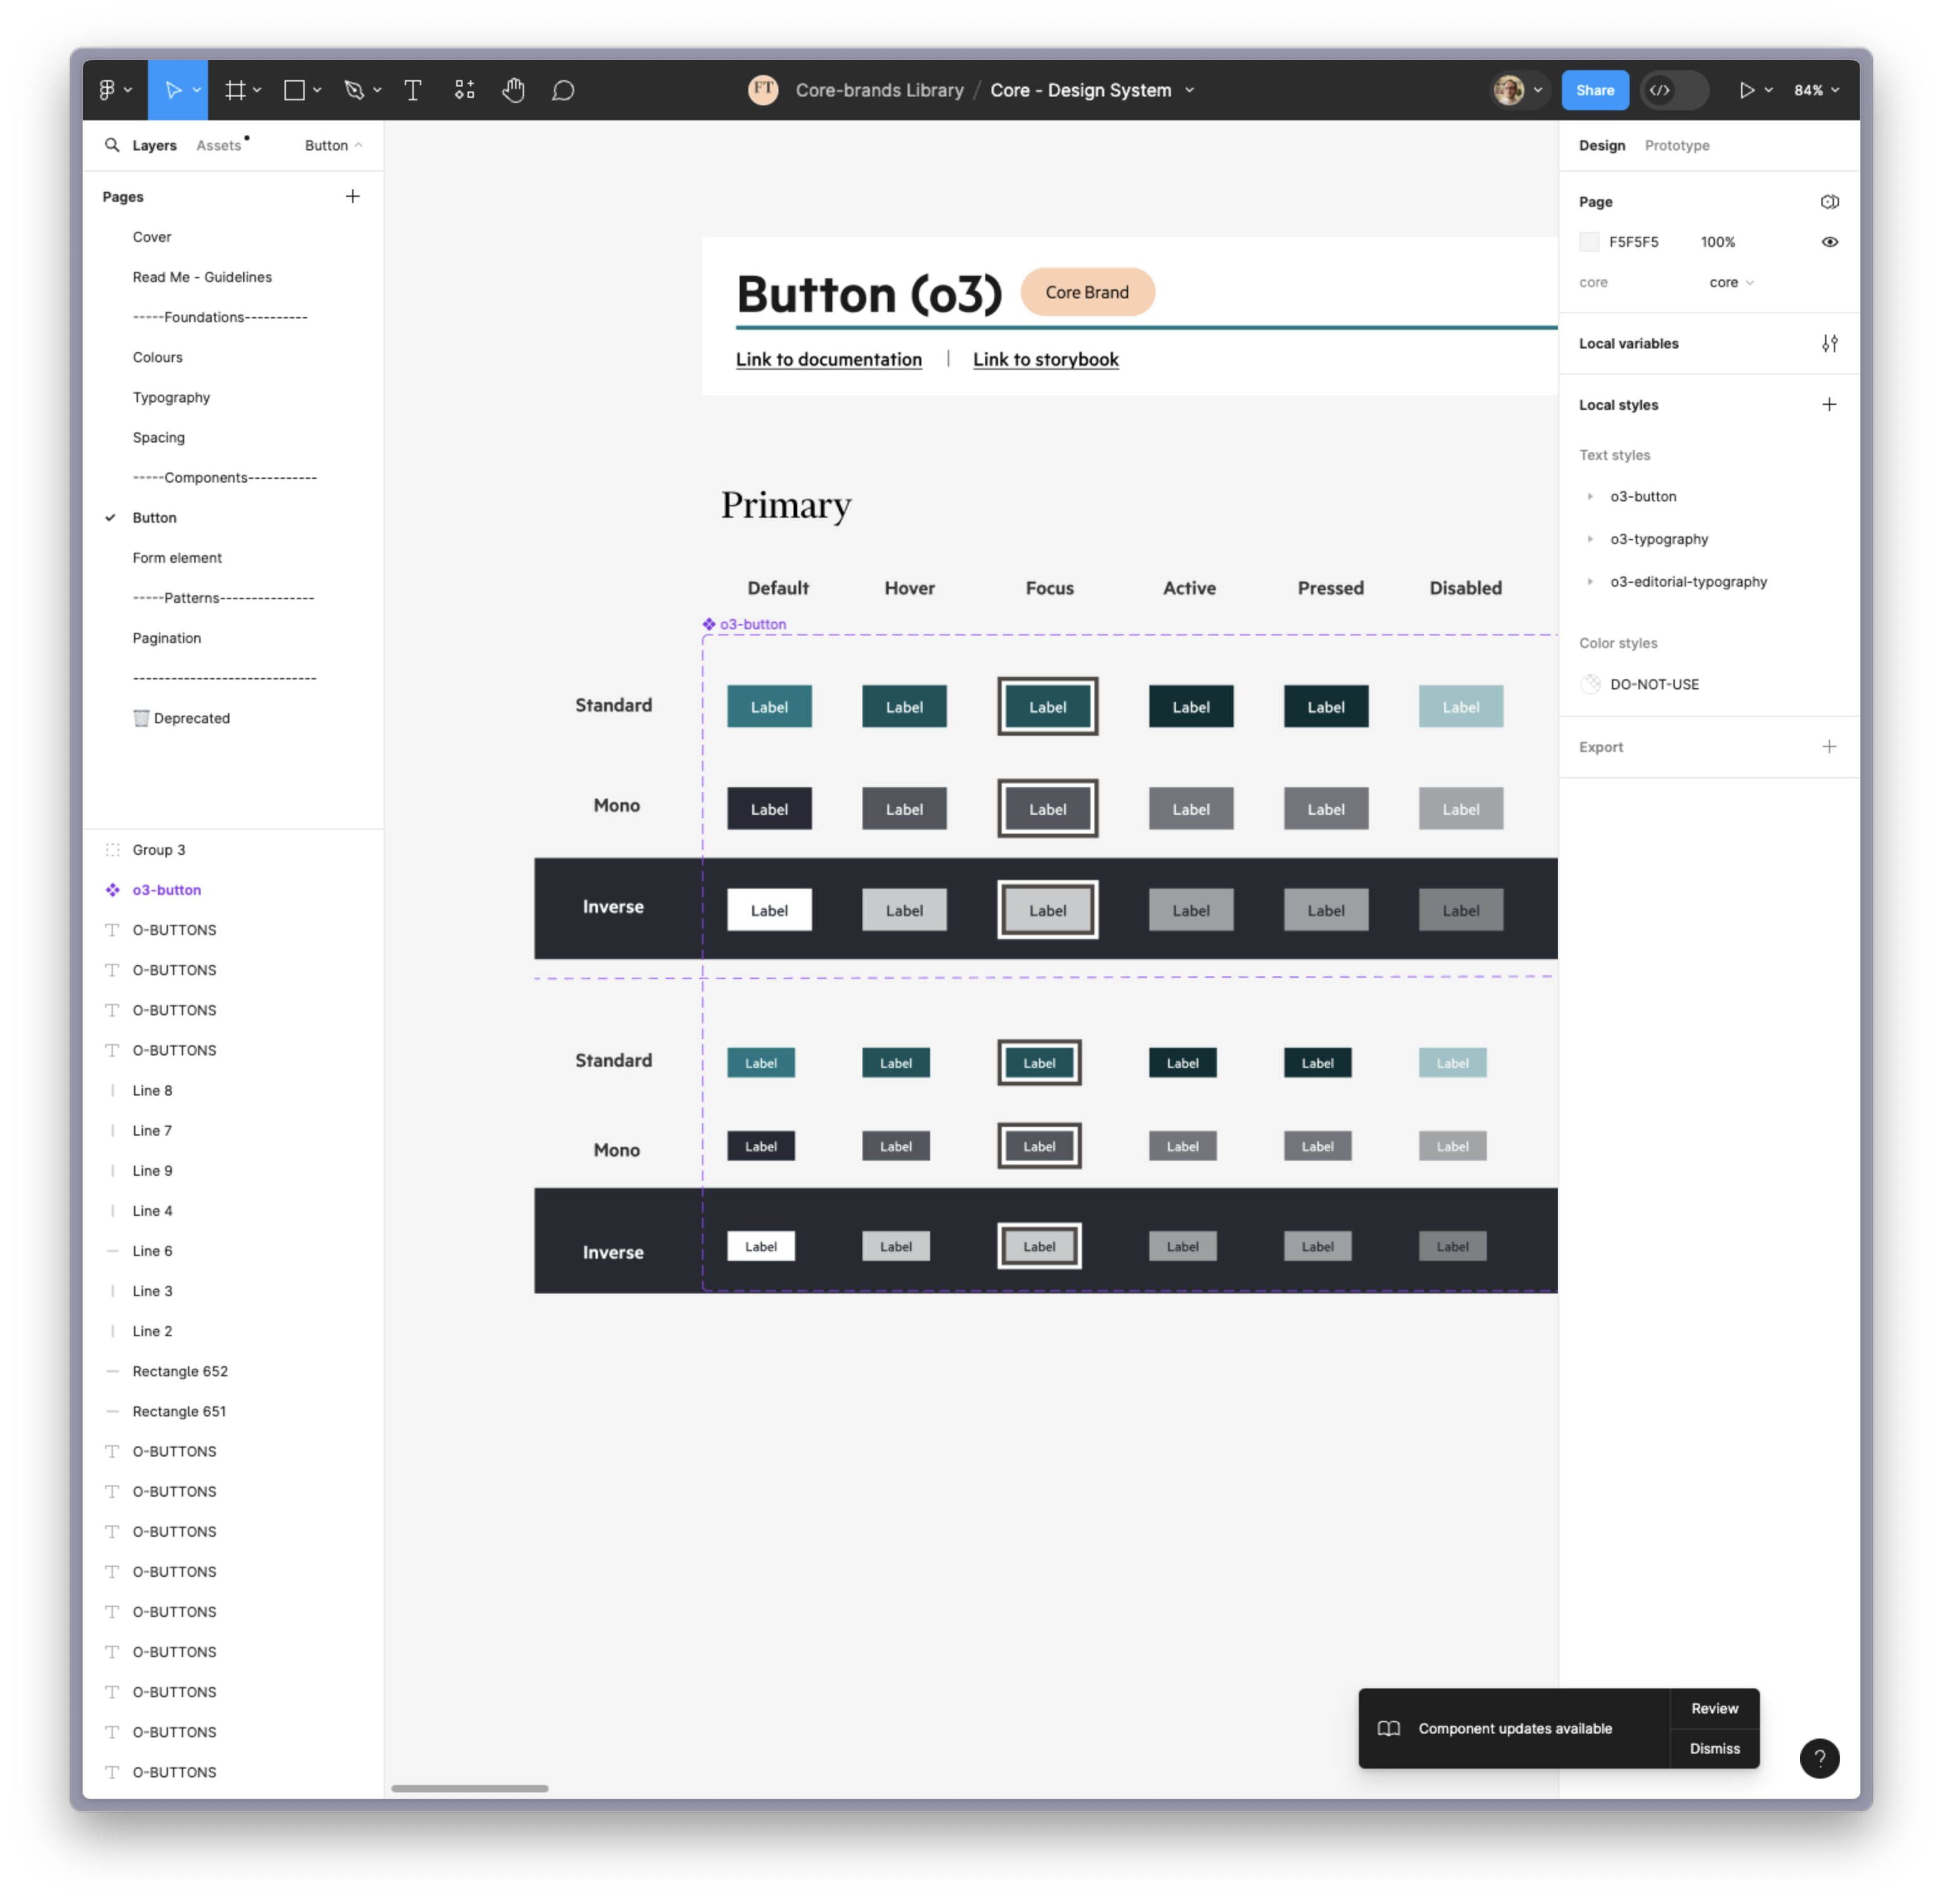 FT Core-brands Library / Core - Design System
Share
84%
Layers Assets Button
Pages
Cover
Read Me - Guidelines
-----Foundations----------
Colours
Typography
Spacing
-----Components-----------
Button
Form element
-----Patterns---------------
Pagination
-----------------------------
Deprecated
Group 3
o3-button
O-BUTTONS
O-BUTTONS
O-BUTTONS
O-BUTTONS
Line 8
Line 7
Line 9
Line 4
Line 6
Line 3
Line 2
Rectangle 652
Rectangle 651
O-BUTTONS
O-BUTTONS
O-BUTTONS
O-BUTTONS
O-BUTTONS
O-BUTTONS
O-BUTTONS
O-BUTTONS
O-BUTTONS
Button (o3) Core Brand
Link to documentation | Link to storybook
Primary
Default Hover Focus Active Pressed Disabled
o3-button
Standard Label Label Label Label Label Label
Mono Label Label Label Label Label Label
Inverse Label Label Label Label Label Label
Standard Label Label Label Label Label Label
Mono Label Label Label Label Label Label
Inverse Label Label Label Label Label Label
Design Prototype
Page
F5F5F5 100%
core core
Local variables
Local styles
Text styles
o3-button
o3-typography
o3-editorial-typography
Color styles
DO-NOT-USE
Export
Component updates available
Review
Dismiss
?